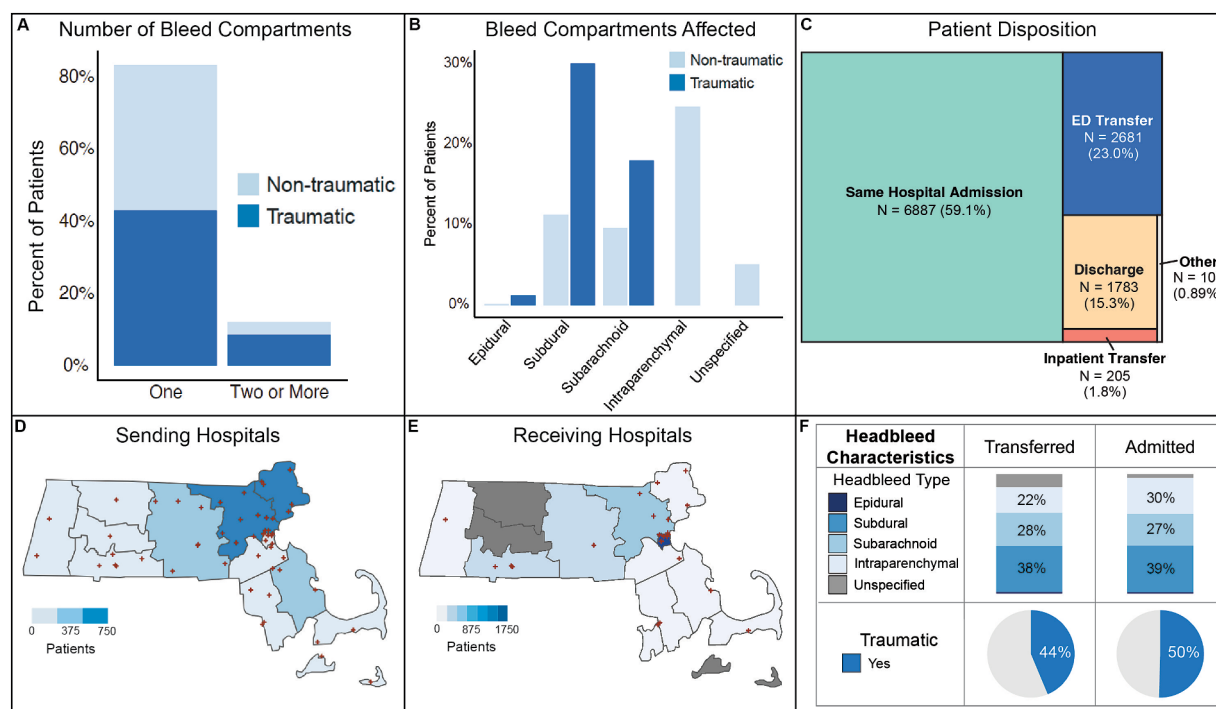 A Number of Bleed Compartments
80%
60%
40%
20%
0%
Percent of Patients
Non-traumatic
Traumatic
One Two or More
B Bleed Compartments Affected
30%
20%
10%
0%
Percent of Patients
Non-traumatic
Traumatic
Epidural
Subdural
Subarachnoid
Intraparenchymal
Unspecified
C Patient Disposition
Same Hospital Admission
N = 6887 (59.1%)
ED Transfer
N = 2681
(23.0%)
Discharge
N = 1783
(15.3%)
Other
N = 10
(0.89%)
Inpatient Transfer
N = 205
(1.8%)
D Sending Hospitals
0 375 750
Patients
E Receiving Hospitals
0 875 1750
Patients
F Headbleed
Characteristics
Transferred Admitted
Headbleed Type
Epidural
Subdural
Subarachnoid
Intraparenchymal
Unspecified
22%
28%
38%
30%
27%
39%
Traumatic
Yes
44%
50%